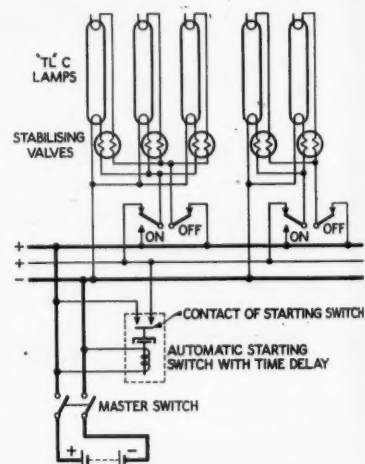 "TL" C
LAMPS
STABILISING
VALVES
ON
OFF
ON
OFF
+
+
−
CONTACT OF STARTING SWITCH
AUTOMATIC STARTING
SWITCH WITH TIME DELAY
MASTER SWITCH
+
−